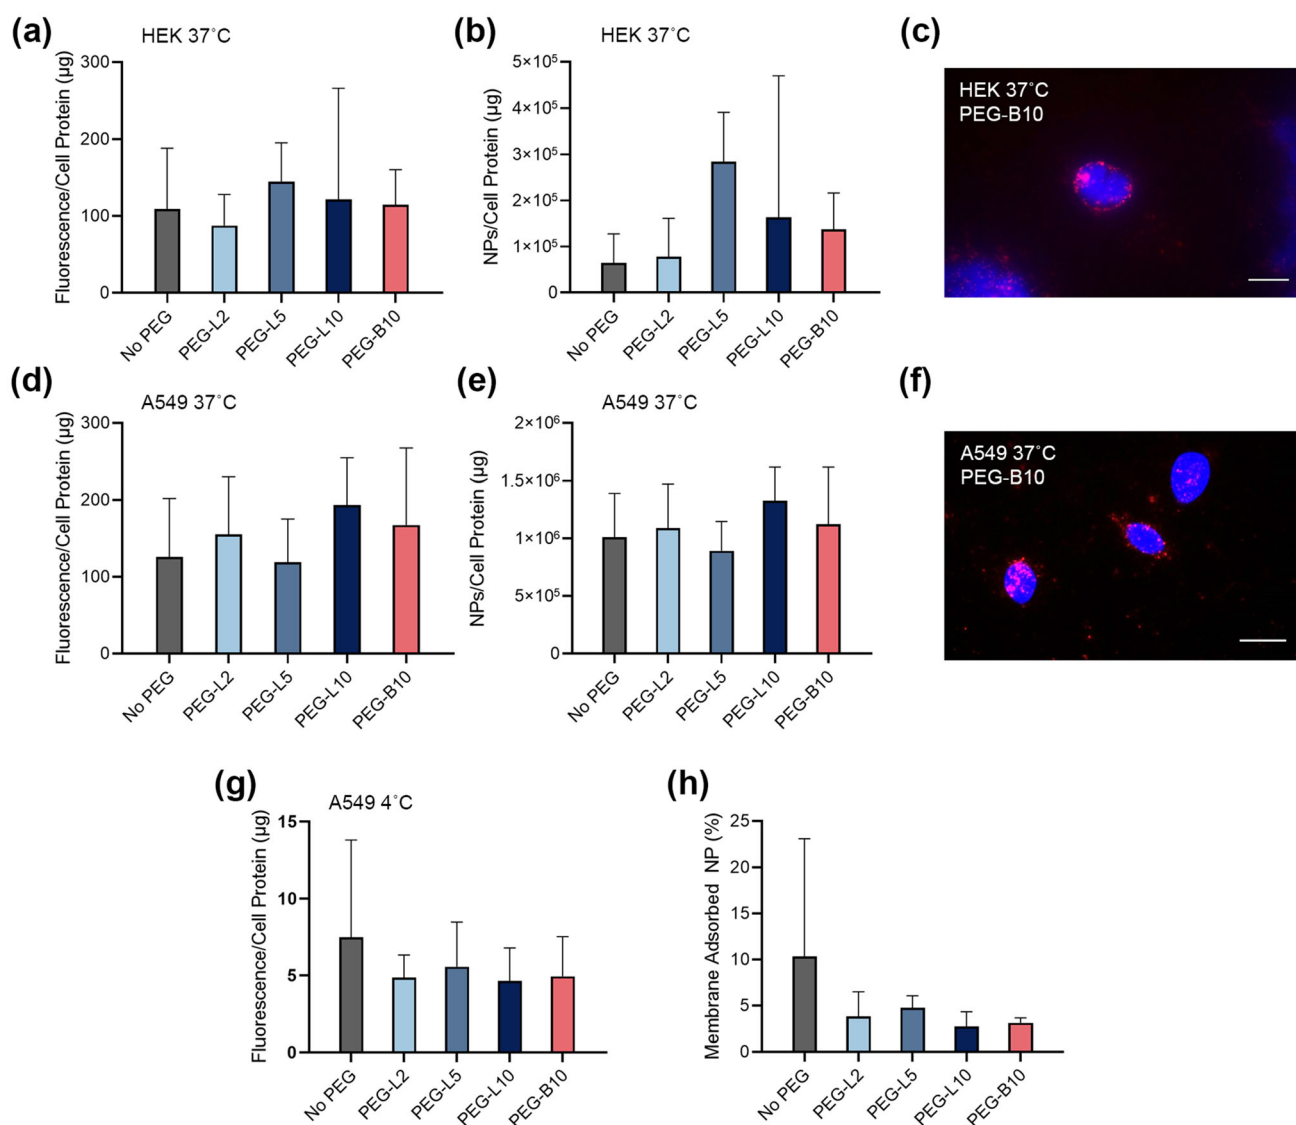 (a)
HEK 37˚C
Fluorescence/Cell Protein (µg)
300
200
100
0
No PEG
PEG-L2
PEG-L5
PEG-L10
PEG-B10
(b)
HEK 37˚C
NPs/Cell Protein (µg)
5×10⁵
4×10⁵
3×10⁵
2×10⁵
1×10⁵
0
No PEG
PEG-L2
PEG-L5
PEG-L10
PEG-B10
(c)
HEK 37˚C
PEG-B10
(d)
A549 37˚C
Fluorescence/Cell Protein (µg)
300
200
100
0
No PEG
PEG-L2
PEG-L5
PEG-L10
PEG-B10
(e)
A549 37˚C
NPs/Cell Protein (µg)
2×10⁶
1.5×10⁶
1×10⁶
5×10⁵
0
No PEG
PEG-L2
PEG-L5
PEG-L10
PEG-B10
(f)
A549 37˚C
PEG-B10
(g)
A549 4˚C
Fluorescence/Cell Protein (µg)
15
10
5
0
No PEG
PEG-L2
PEG-L5
PEG-L10
PEG-B10
(h)
Membrane Adsorbed NP (%)
25
20
15
10
5
0
No PEG
PEG-L2
PEG-L5
PEG-L10
PEG-B10